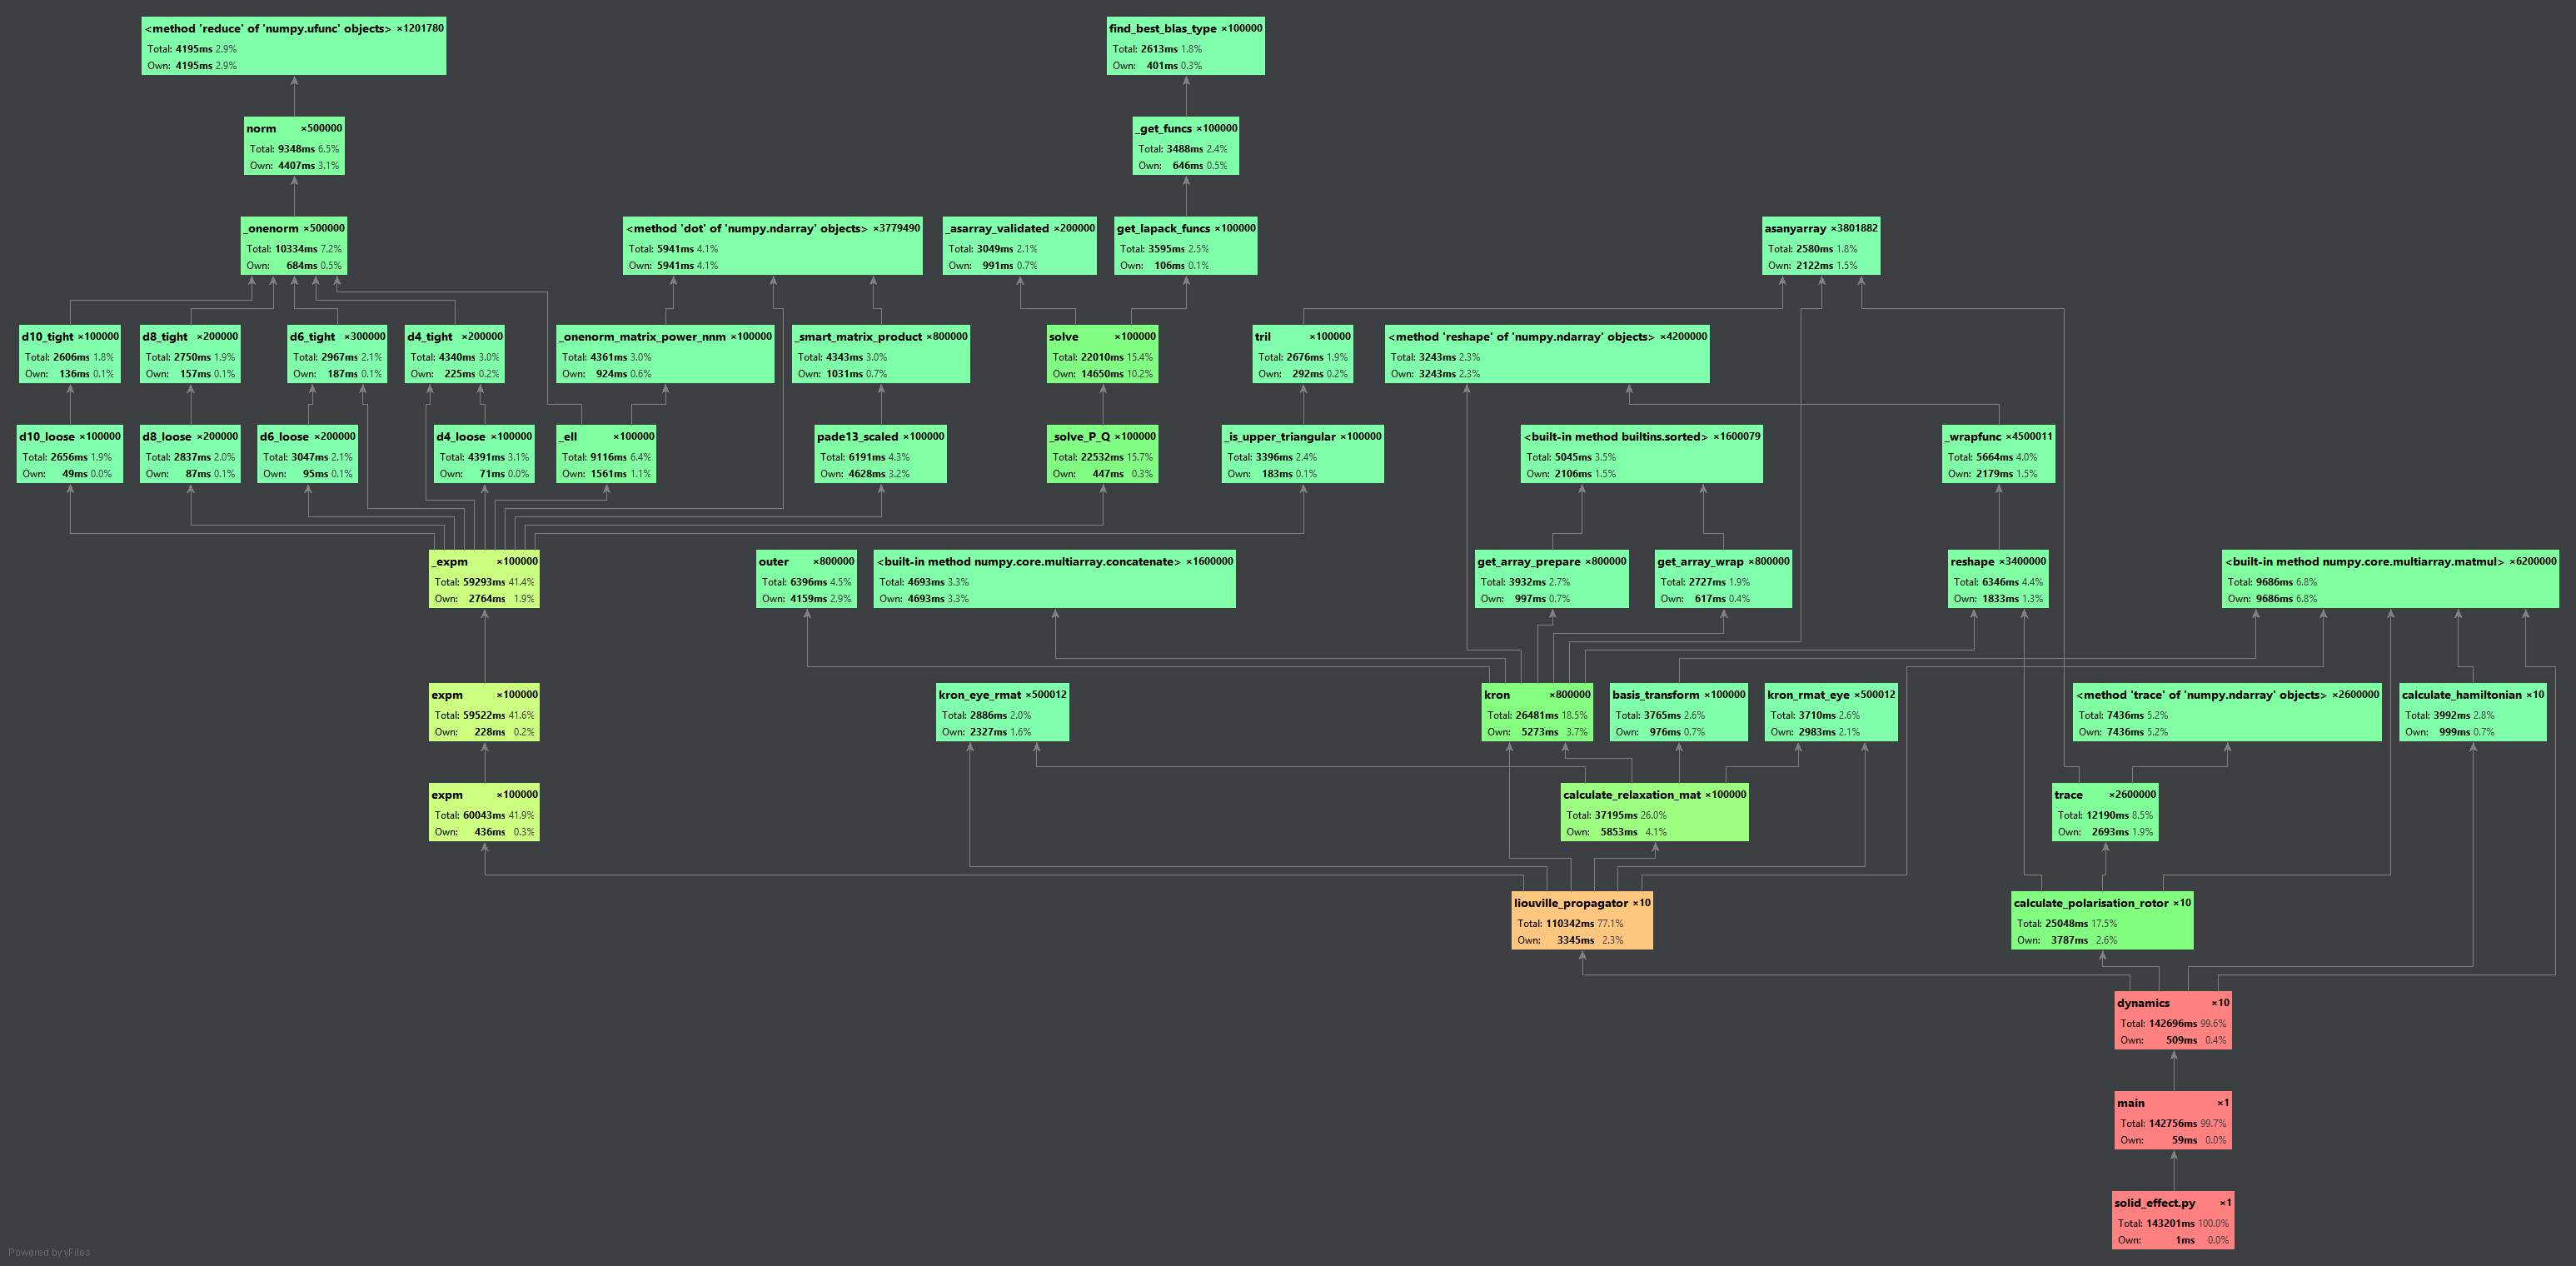 <method 'reduce' of 'numpy.ufunc' objects> ×1201780
Total: 4195ms 2.9%
Own: 4195ms 2.9%
find_best_blas_type ×100000
Total: 2613ms 1.8%
Own: 401ms 0.3%
norm ×500000
Total: 9348ms 6.5%
Own: 4407ms 3.1%
_get_funcs ×100000
Total: 3488ms 2.4%
Own: 646ms 0.5%
_onenorm ×500000
Total: 10334ms 7.2%
Own: 684ms 0.5%
<method 'dot' of 'numpy.ndarray' objects> ×3779490
Total: 5941ms 4.1%
Own: 5941ms 4.1%
_asarray_validated ×200000
Total: 3049ms 2.1%
Own: 991ms 0.7%
get_lapack_funcs ×100000
Total: 3595ms 2.5%
Own: 106ms 0.1%
asanyarray ×3801882
Total: 2580ms 1.8%
Own: 2122ms 1.5%
d10_tight ×100000
Total: 2606ms 1.8%
Own: 136ms 0.1%
d8_tight ×200000
Total: 2750ms 1.9%
Own: 157ms 0.1%
d6_tight ×300000
Total: 2967ms 2.1%
Own: 187ms 0.1%
d4_tight ×200000
Total: 4340ms 3.0%
Own: 225ms 0.2%
_onenorm_matrix_power_nnm ×100000
Total: 4361ms 3.0%
Own: 924ms 0.6%
_smart_matrix_product ×800000
Total: 4343ms 3.0%
Own: 1031ms 0.7%
solve ×100000
Total: 22010ms 15.4%
Own: 14650ms 10.2%
tril ×100000
Total: 2676ms 1.9%
Own: 292ms 0.2%
<method 'reshape' of 'numpy.ndarray' objects> ×4200000
Total: 3243ms 2.3%
Own: 3243ms 2.3%
d10_loose ×100000
Total: 2656ms 1.9%
Own: 49ms 0.0%
d8_loose ×200000
Total: 2837ms 2.0%
Own: 87ms 0.1%
d6_loose ×200000
Total: 3047ms 2.1%
Own: 95ms 0.1%
d4_loose ×100000
Total: 4391ms 3.1%
Own: 71ms 0.0%
_ell ×100000
Total: 9116ms 6.4%
Own: 1561ms 1.1%
pade13_scaled ×100000
Total: 6191ms 4.3%
Own: 4628ms 3.2%
_solve_P_Q ×100000
Total: 22532ms 15.7%
Own: 447ms 0.3%
_is_upper_triangular ×100000
Total: 3396ms 2.4%
Own: 183ms 0.1%
<built-in method builtins.sorted> ×1600079
Total: 5045ms 3.5%
Own: 2106ms 1.5%
_wrapfunc ×4500011
Total: 5664ms 4.0%
Own: 2179ms 1.5%
_expm ×100000
Total: 59293ms 41.4%
Own: 2764ms 1.9%
outer ×800000
Total: 6396ms 4.5%
Own: 4159ms 2.9%
<built-in method numpy.core.multiarray.concatenate> ×1600000
Total: 4693ms 3.3%
Own: 4693ms 3.3%
get_array_prepare ×800000
Total: 3932ms 2.7%
Own: 997ms 0.7%
get_array_wrap ×800000
Total: 2727ms 1.9%
Own: 617ms 0.4%
reshape ×3400000
Total: 6346ms 4.4%
Own: 1833ms 1.3%
<built-in method numpy.core.multiarray.matmul> ×6200000
Total: 9686ms 6.8%
Own: 9686ms 6.8%
expm ×100000
Total: 59522ms 41.6%
Own: 228ms 0.2%
kron_eye_rmat ×500012
Total: 2886ms 2.0%
Own: 2327ms 1.6%
kron ×800000
Total: 26481ms 18.5%
Own: 5273ms 3.7%
basis_transform ×100000
Total: 3765ms 2.6%
Own: 976ms 0.7%
kron_rmat_eye ×500012
Total: 3710ms 2.6%
Own: 2983ms 2.1%
<method 'trace' of 'numpy.ndarray' objects> ×2600000
Total: 7436ms 5.2%
Own: 7436ms 5.2%
calculate_hamiltonian ×10
Total: 3992ms 2.8%
Own: 999ms 0.7%
expm ×100000
Total: 60043ms 41.9%
Own: 436ms 0.3%
calculate_relaxation_mat ×100000
Total: 37195ms 26.0%
Own: 5853ms 4.1%
trace ×2600000
Total: 12190ms 8.5%
Own: 2693ms 1.9%
liouville_propagator ×10
Total: 110342ms 77.1%
Own: 3345ms 2.3%
calculate_polarisation_rotor ×10
Total: 25048ms 17.5%
Own: 3787ms 2.6%
dynamics ×10
Total: 142696ms 99.6%
Own: 509ms 0.4%
main ×1
Total: 142756ms 99.7%
Own: 59ms 0.0%
solid_effect.py ×1
Total: 143201ms 100.0%
Own: 1ms 0.0%
Powered by yFiles